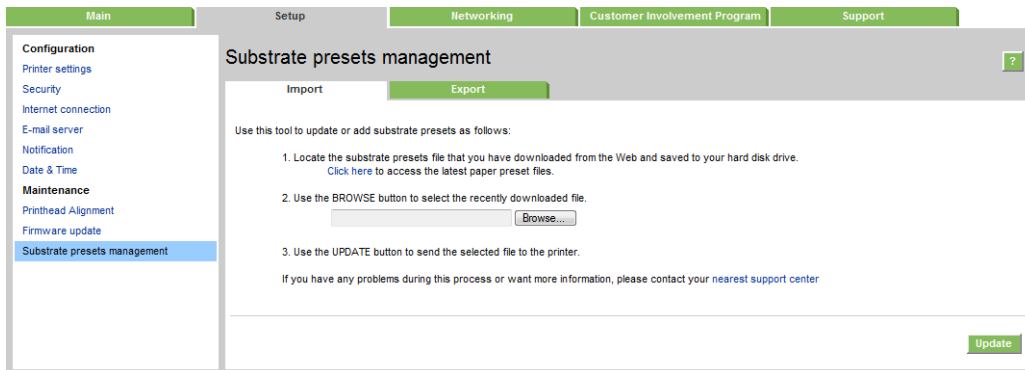 Main
Setup
Networking
Customer Involvement Program
Support
Configuration
Printer settings
Security
Internet connection
E-mail server
Notification
Date & Time
Maintenance
Printhead Alignment
Firmware update
Substrate presets management
Substrate presets management
?
Import
Export
Use this tool to update or add substrate presets as follows:
1. Locate the substrate presets file that you have downloaded from the Web and saved to your hard disk drive.
Click here to access the latest paper preset files.
2. Use the BROWSE button to select the recently downloaded file.
Browse...
3. Use the UPDATE button to send the selected file to the printer.
If you have any problems during this process or want more information, please contact your nearest support center
Update